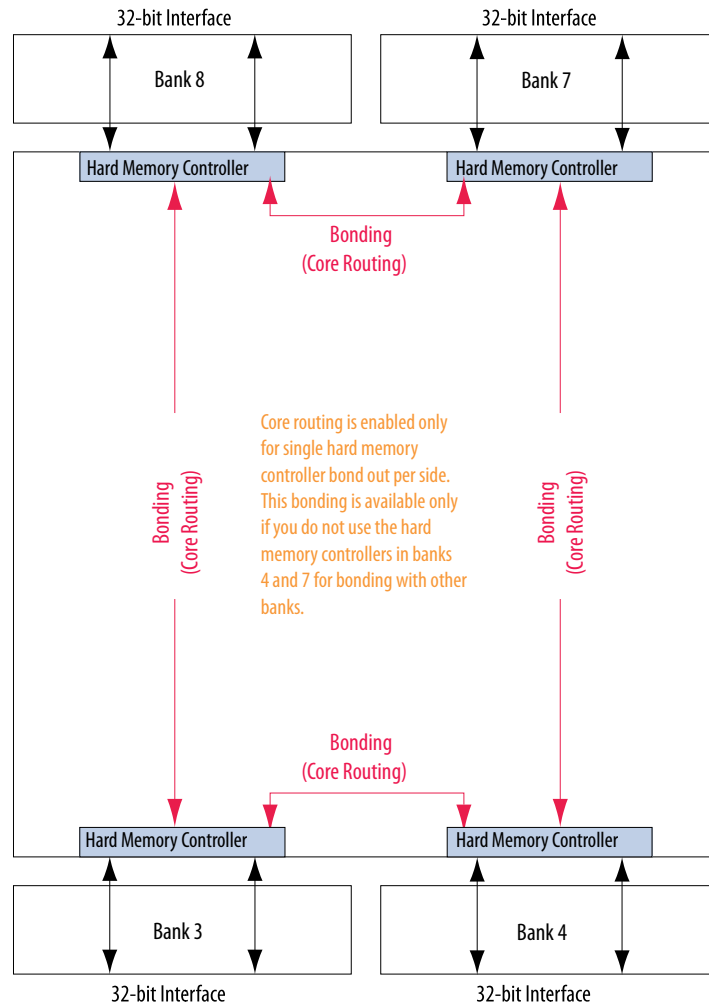 32-bit Interface
32-bit Interface
Bank 8
Bank 7
Hard Memory Controller
Hard Memory Controller
Bonding
(Core Routing)
Core routing is enabled only
for single hard memory
controller bond out per side.
This bonding is available only
if you do not use the hard
memory controllers in banks
4 and 7 for bonding with other
banks.
Bonding
(Core Routing)
Bonding
(Core Routing)
Bonding
(Core Routing)
Hard Memory Controller
Hard Memory Controller
Bank 3
Bank 4
32-bit Interface
32-bit Interface